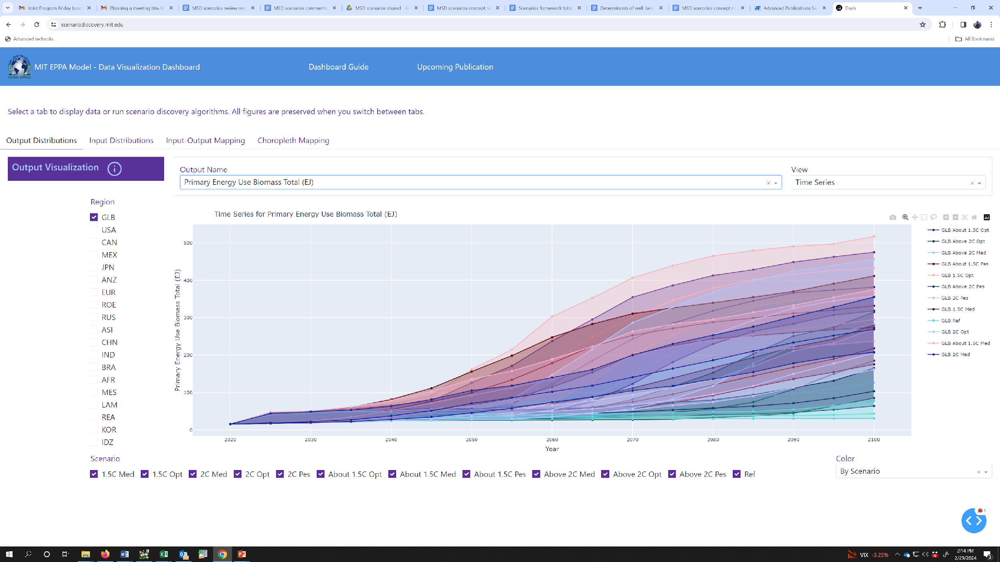 Joint Program Friday Lunch
Planning a meeting btw M
MSD scenarios review resp
MSD scenarios commenta
MSD scenarios shared - G
MSD scenarios concept no
Scenarios framework table
Determinants of well-bein
MSD scenarios concept no
Advanced Publications Se
Dash
scenariodiscovery.mit.edu
Advanced technolo...
All Bookmarks
MIT JOINT PROGRAM
GLOBAL CHANGE
MIT EPPA Model - Data Visualization Dashboard
Dashboard Guide
Upcoming Publication
Select a tab to display data or run scenario discovery algorithms. All figures are preserved when you switch between tabs.
Output Distributions
Input Distributions
Input-Output Mapping
Choropleth Mapping
Output Visualization
Output Name
Primary Energy Use Biomass Total (EJ)
View
Time Series
Region
GLB
USA
CAN
MEX
JPN
ANZ
EUR
ROE
RUS
ASI
CHN
IND
BRA
AFR
MES
LAM
REA
KOR
IDZ
Time Series for Primary Energy Use Biomass Total (EJ)
Primary Energy Use Biomass Total (EJ)
500
400
300
200
100
0
2020
2030
2040
2050
2060
2070
2080
2090
2100
Year
GLB About 1.5C Opt
GLB Above 2C Opt
GLB Above 2C Med
GLB About 1.5C Pes
GLB 1.5C Opt
GLB Above 2C Pes
GLB 2C Pes
GLB 1.5C Med
GLB Ref
GLB 2C Opt
GLB About 1.5C Med
GLB 2C Med
Scenario
1.5C Med
1.5C Opt
2C Med
2C Opt
2C Pes
About 1.5C Opt
About 1.5C Med
About 1.5C Pes
Above 2C Med
Above 2C Opt
Above 2C Pes
Ref
Color
By Scenario
1
VIX -3.25%
16
2:14 PM
2/29/2024
3